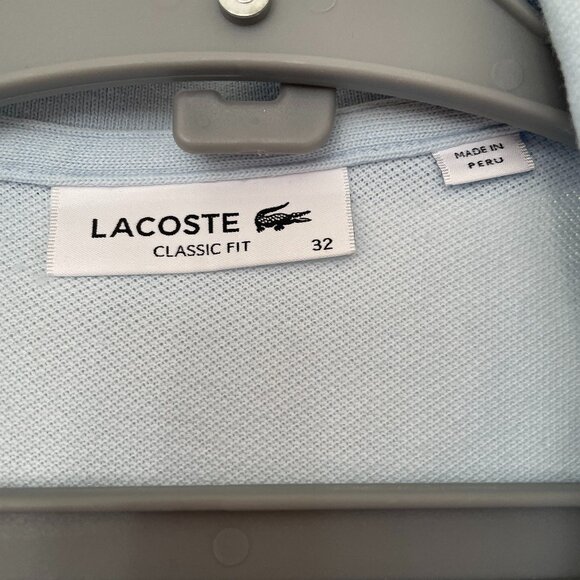 LACOSTE
CLASSIC FIT 32
MADE IN
PERU